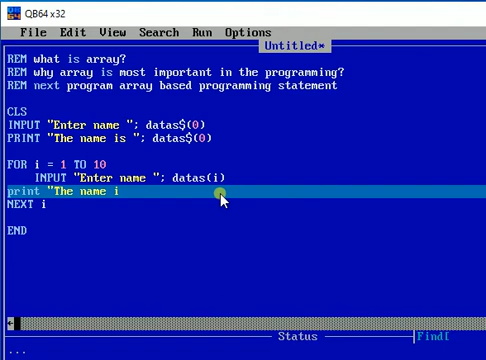 QB64 x32
File Edit View Search Run Options
Untitled*
REM what is array?
REM why array is most important in the programming?
REM next program array based programming statement
CLS
INPUT "Enter name "; datas$(0)
PRINT "The name is "; datas$(0)
FOR i = 1 TO 10
INPUT "Enter name "; datas(i)
print "The name i
NEXT i
END
Status
Find[
...